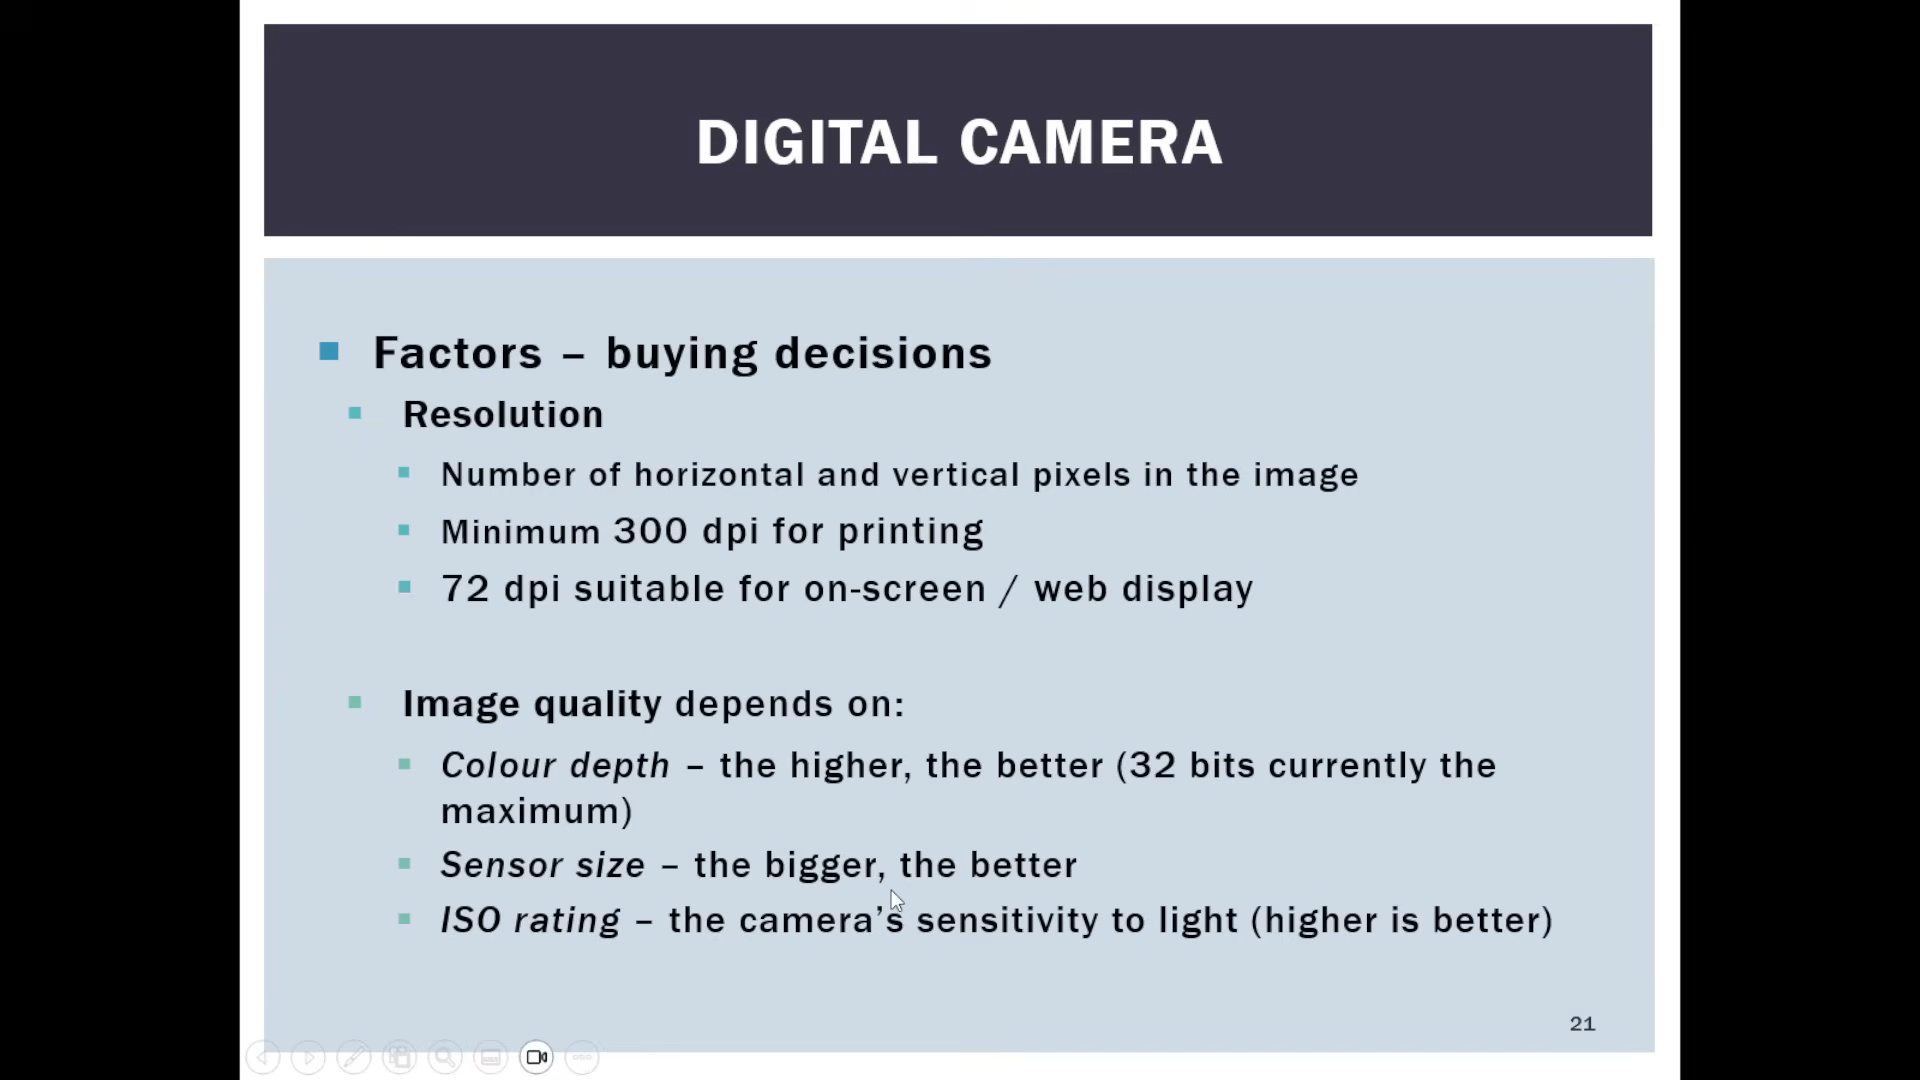 DIGITAL CAMERA
Factors – buying decisions
Resolution
Number of horizontal and vertical pixels in the image
Minimum 300 dpi for printing
72 dpi suitable for on-screen / web display
Image quality depends on:
Colour depth – the higher, the better (32 bits currently the
maximum)
Sensor size – the bigger, the better
ISO rating – the camera’s sensitivity to light (higher is better)
21